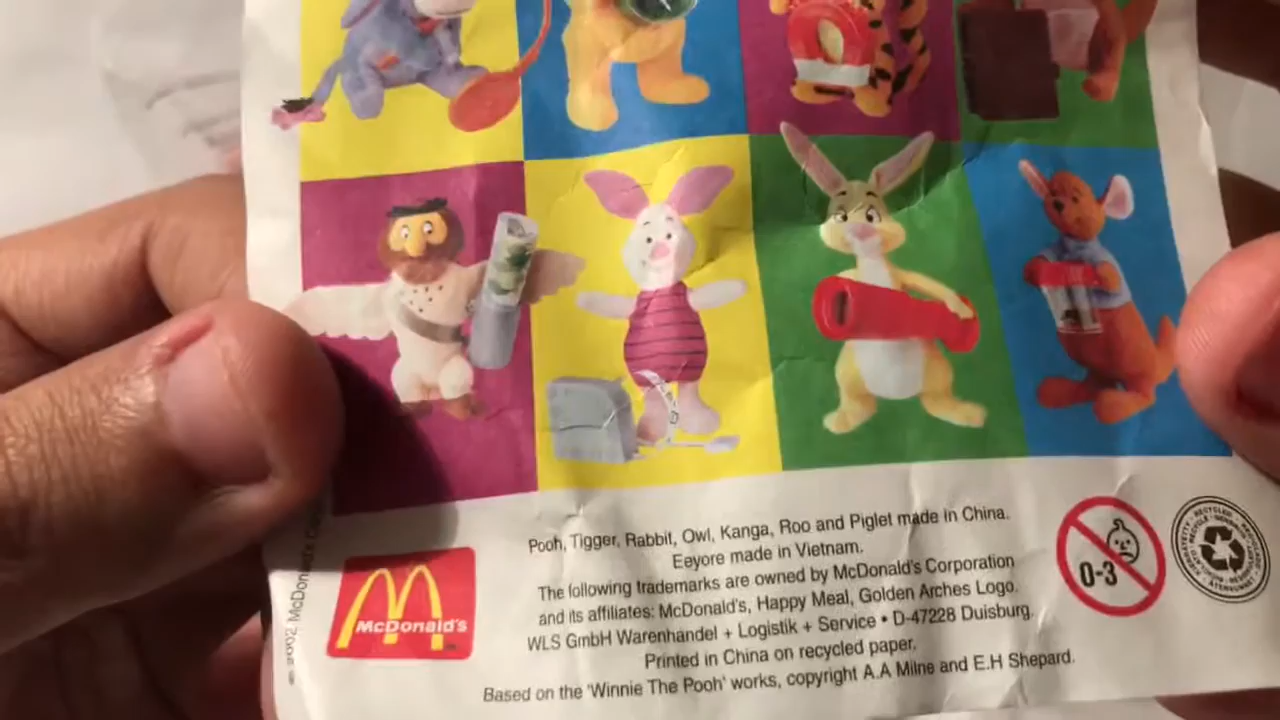 Pooh, Tigger, Rabbit, Owl, Kanga, Roo and Piglet made in China.
Eeyore made in Vietnam.
The following trademarks are owned by McDonald's Corporation
and its affiliates: McDonald's, Happy Meal, Golden Arches Logo.
WLS GmbH Warenhandel + Logistik + Service • D-47228 Duisburg.
Printed in China on recycled paper.
Based on the 'Winnie The Pooh' works, copyright A.A Milne and E.H Shepard.
McDonald's
© 2002 McDonald's
0-3
RECYCLED